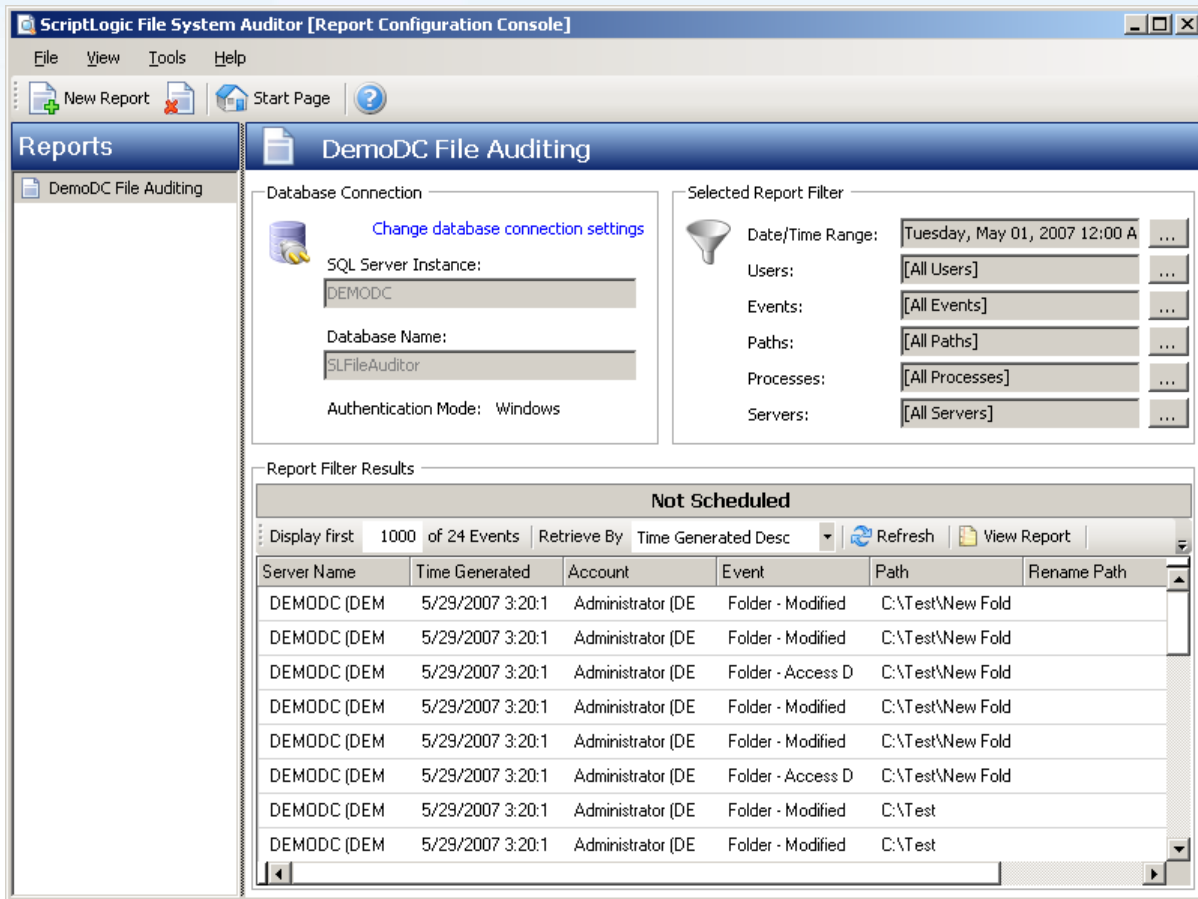 ScriptLogic File System Auditor [Report Configuration Console]
File View Tools Help
New Report Start Page
Reports
DemoDC File Auditing
DemoDC File Auditing
Database Connection
Change database connection settings
SQL Server Instance:
DEMODC
Database Name:
SLFileAuditor
Authentication Mode: Windows
Selected Report Filter
Date/Time Range: Tuesday, May 01, 2007 12:00 A ...
Users: [All Users] ...
Events: [All Events] ...
Paths: [All Paths] ...
Processes: [All Processes] ...
Servers: [All Servers] ...
Report Filter Results
Not Scheduled
Display first 1000 of 24 Events Retrieve By Time Generated Desc Refresh View Report
Server Name Time Generated Account Event Path Rename Path
DEMODC (DEM 5/29/2007 3:20:1 Administrator (DE Folder - Modified C:\Test\New Fold
DEMODC (DEM 5/29/2007 3:20:1 Administrator (DE Folder - Modified C:\Test\New Fold
DEMODC (DEM 5/29/2007 3:20:1 Administrator (DE Folder - Access D C:\Test\New Fold
DEMODC (DEM 5/29/2007 3:20:1 Administrator (DE Folder - Modified C:\Test\New Fold
DEMODC (DEM 5/29/2007 3:20:1 Administrator (DE Folder - Modified C:\Test\New Fold
DEMODC (DEM 5/29/2007 3:20:1 Administrator (DE Folder - Access D C:\Test\New Fold
DEMODC (DEM 5/29/2007 3:20:1 Administrator (DE Folder - Modified C:\Test
DEMODC (DEM 5/29/2007 3:20:1 Administrator (DE Folder - Modified C:\Test